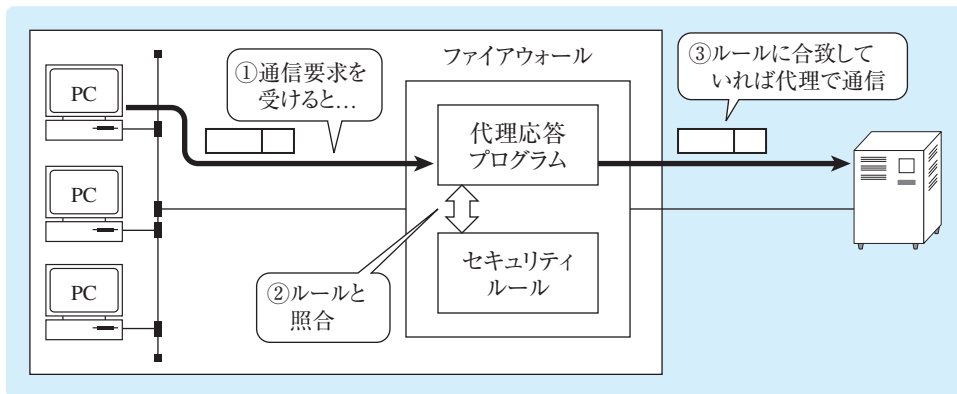 ファイアウォール
①通信要求を
受けると…
③ルールに合致して
いれば代理で通信
PC
代理応答
プログラム
PC
セキュリティ
ルール
②ルールと
照合
PC